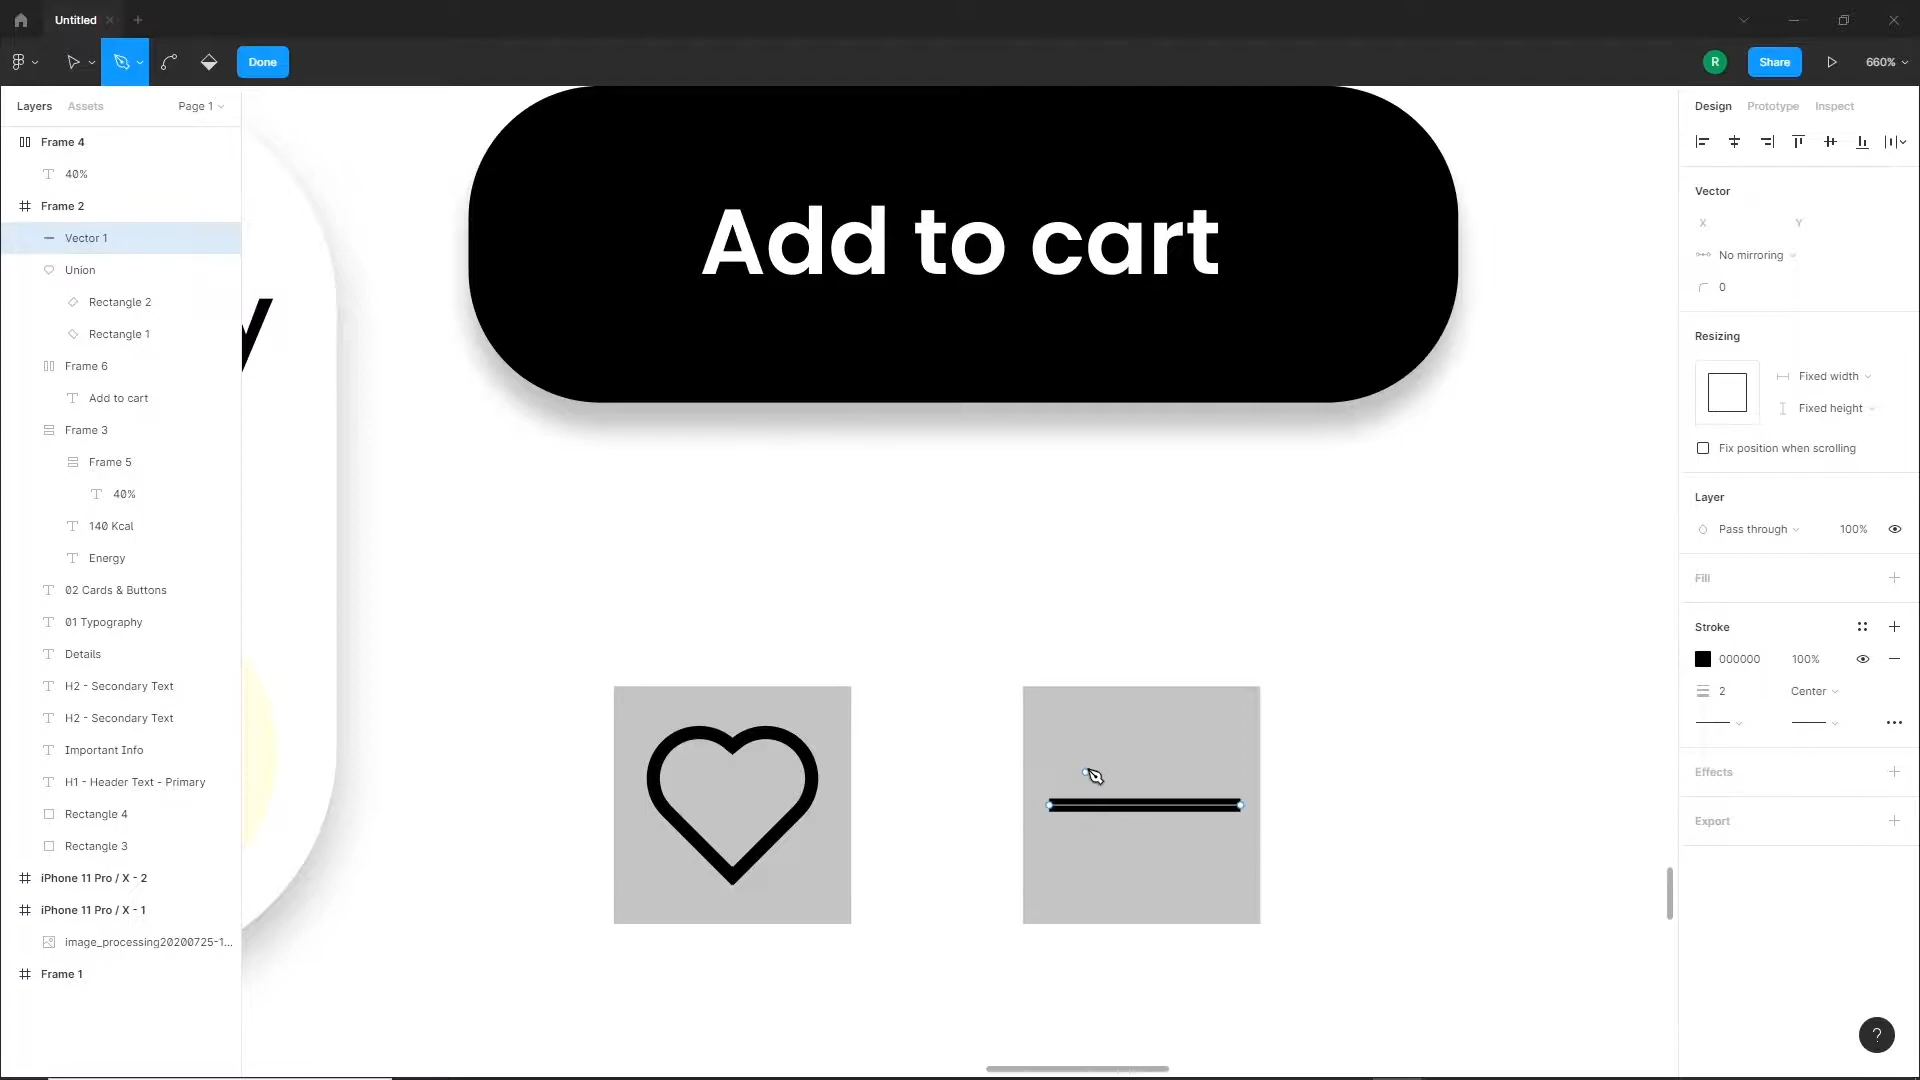 Untitled
Done
R
Share
660%
Layers
Assets
Page 1
Frame 4
40%
Frame 2
Vector 1
Union
Rectangle 2
Rectangle 1
Frame 6
Add to cart
Frame 3
Frame 5
40%
140 Kcal
Energy
02 Cards & Buttons
01 Typography
Details
H2 - Secondary Text
H2 - Secondary Text
Important Info
H1 - Header Text - Primary
Rectangle 4
Rectangle 3
iPhone 11 Pro / X - 2
iPhone 11 Pro / X - 1
image_processing20200725-1...
Frame 1
y
Add to cart
Design
Prototype
Inspect
Vector
X
Y
No mirroring
0
Resizing
Fixed width
Fixed height
Fix position when scrolling
Layer
Pass through
100%
Fill
Stroke
000000
100%
2
Center
Effects
Export
?